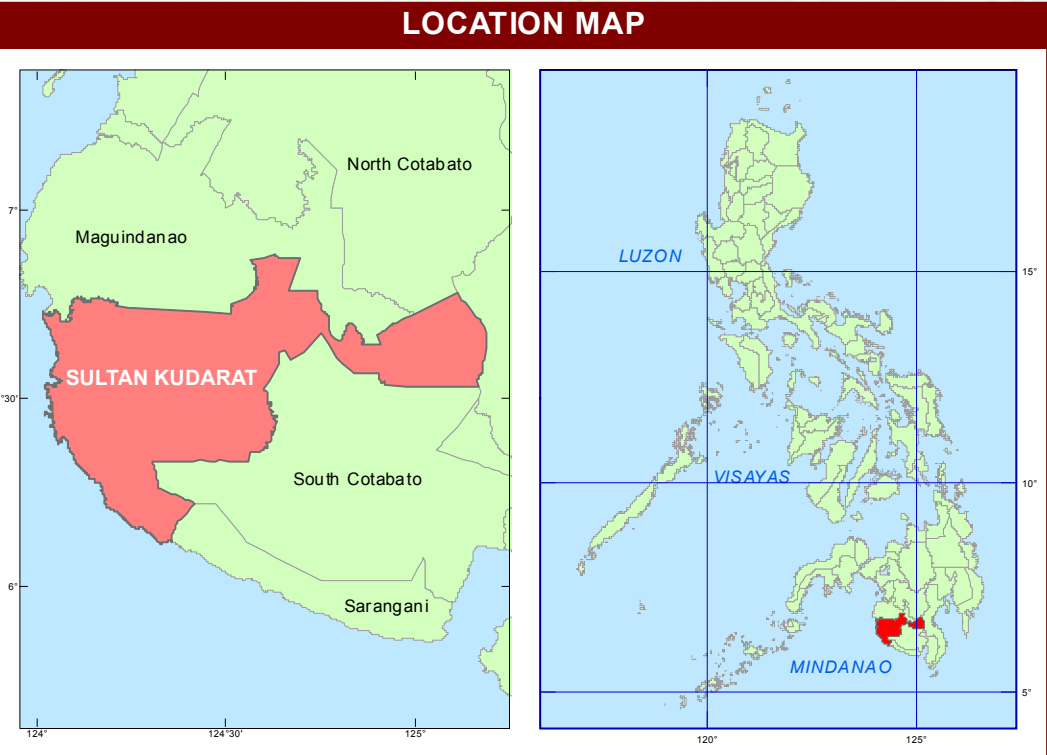 LOCATION MAP
North Cotabato
7°
Maguindanao
SULTAN KUDARAT
°30'
South Cotabato
6°
Sarangani
124°
124°30'
125°
LUZON
15°
VISAYAS
10°
MINDANAO
5°
120°
125°